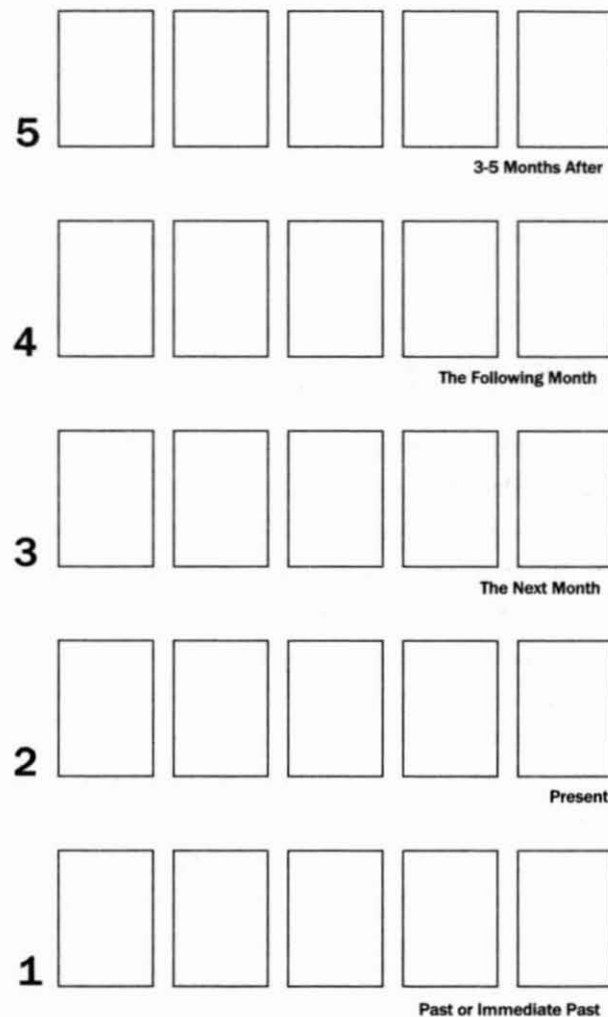 5
3-5 Months After
4
The Following Month
3
The Next Month
2
Present
1
Past or Immediate Past